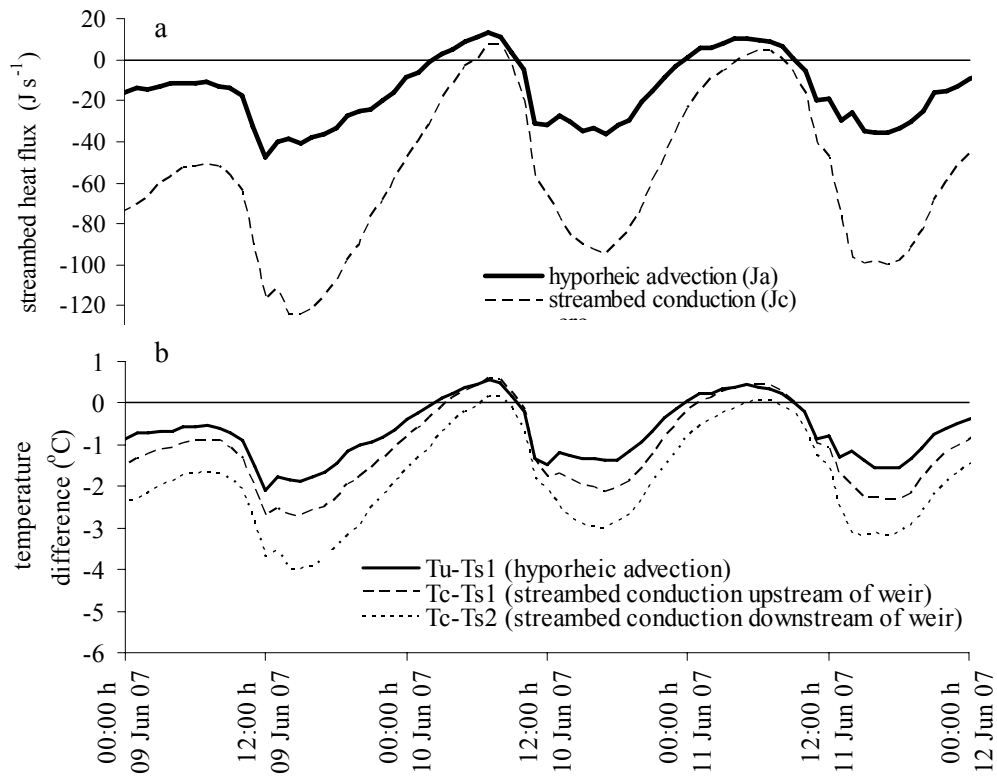 a
20
0
-20
-40
-60
-80
-100
-120
streambed heat flux (J s⁻¹)
hyporheic advection (Ja)
streambed conduction (Jc)
b
1
0
-1
-2
-3
-4
-5
-6
temperature
difference (°C)
Tu-Ts1 (hyporheic advection)
Tc-Ts1 (streambed conduction upstream of weir)
Tc-Ts2 (streambed conduction downstream of weir)
00:00 h
09 Jun 07
12:00 h
09 Jun 07
00:00 h
10 Jun 07
12:00 h
10 Jun 07
00:00 h
11 Jun 07
12:00 h
11 Jun 07
00:00 h
12 Jun 07